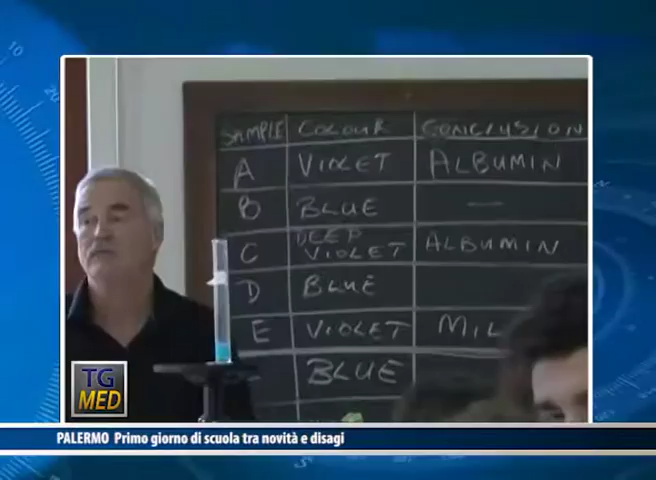 SAMPLE COLOUR CONCLUSION
A VIOLET ALBUMIN
B BLUE —
C DEEP VIOLET ALBUMIN
D BLUE
E VIOLET MIL
BLUE
TG
MED
PALERMO Primo giorno di scuola tra novità e disagi